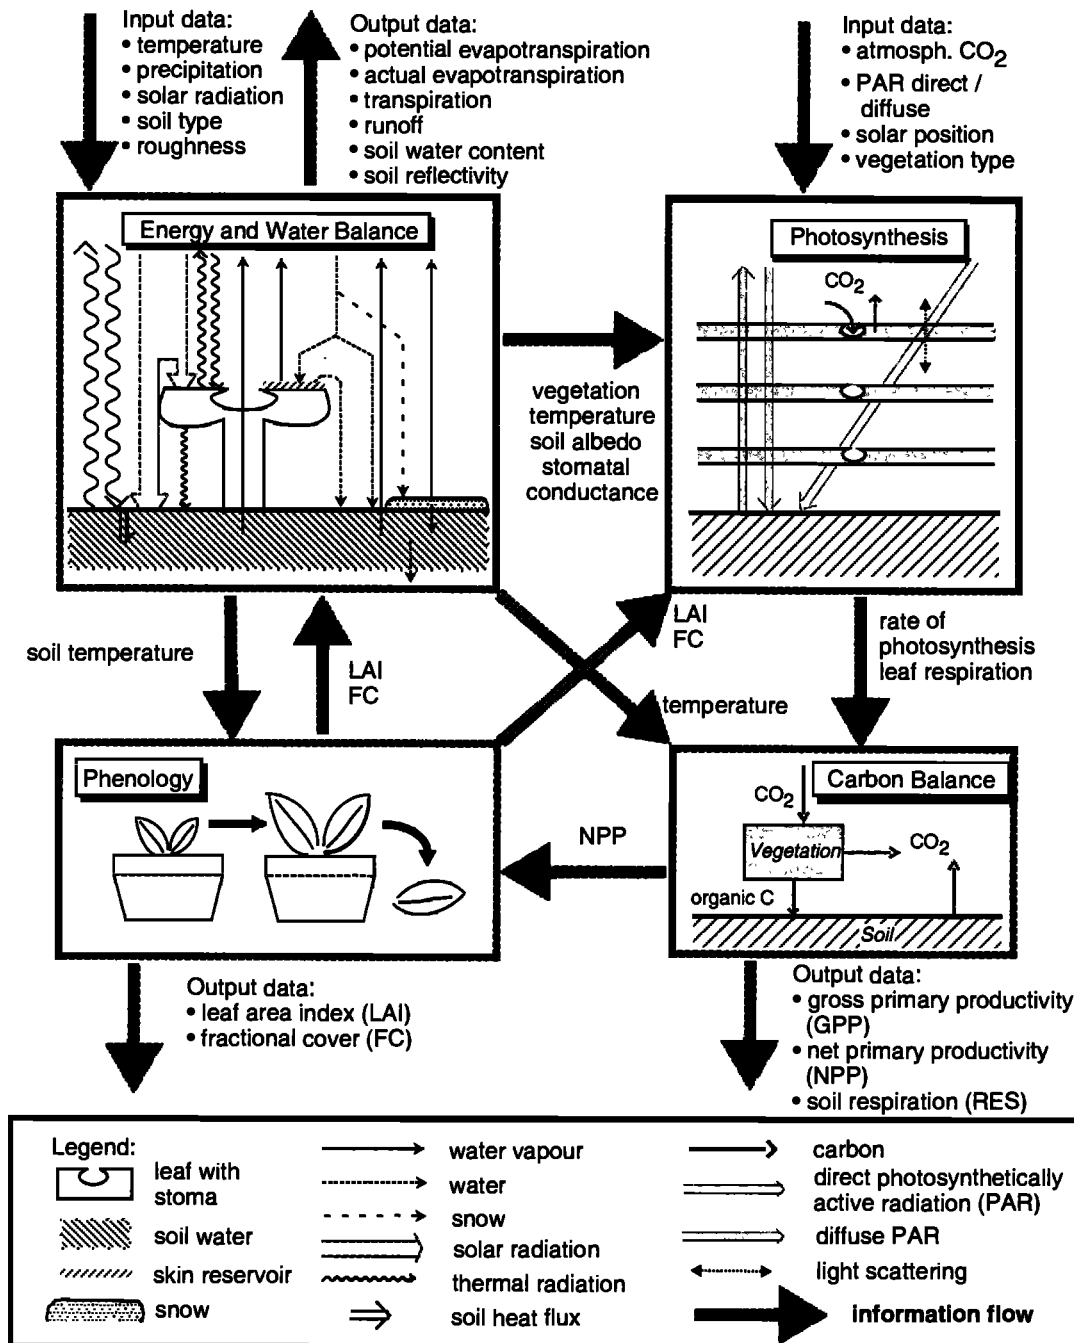 Input data:
• temperature
• precipitation
• solar radiation
• soil type
• roughness
Output data:
• potential evapotranspiration
• actual evapotranspiration
• transpiration
• runoff
• soil water content
• soil reflectivity
Input data:
• atmosph. CO2
• PAR direct /
diffuse
• solar position
• vegetation type
Energy and Water Balance
Photosynthesis
CO2
vegetation
temperature
soil albedo
stomatal
conductance
soil temperature
LAI
FC
LAI
FC
temperature
rate of
photosynthesis
leaf respiration
Phenology
NPP
Carbon Balance
CO2
Vegetation
CO2
organic C
Soil
Output data:
• leaf area index (LAI)
• fractional cover (FC)
Output data:
• gross primary productivity
(GPP)
• net primary productivity
(NPP)
• soil respiration (RES)
Legend:
leaf with
stoma
soil water
skin reservoir
snow
water vapour
water
snow
solar radiation
thermal radiation
soil heat flux
carbon
direct photosynthetically
active radiation (PAR)
diffuse PAR
light scattering
information flow